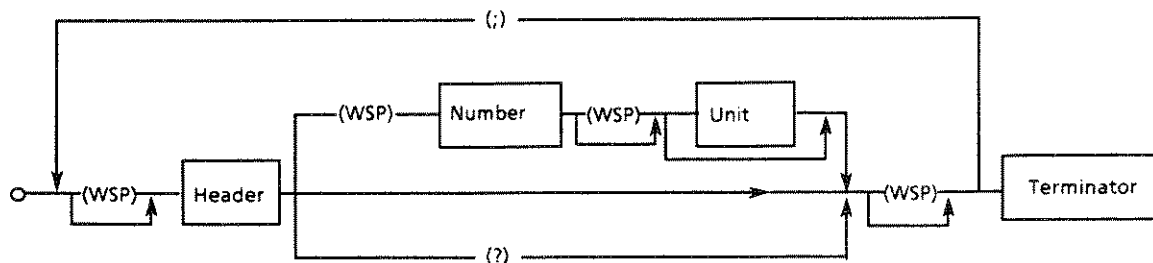 (;)
(WSP) Number (WSP) Unit
(WSP) Header (WSP) Terminator
(?)